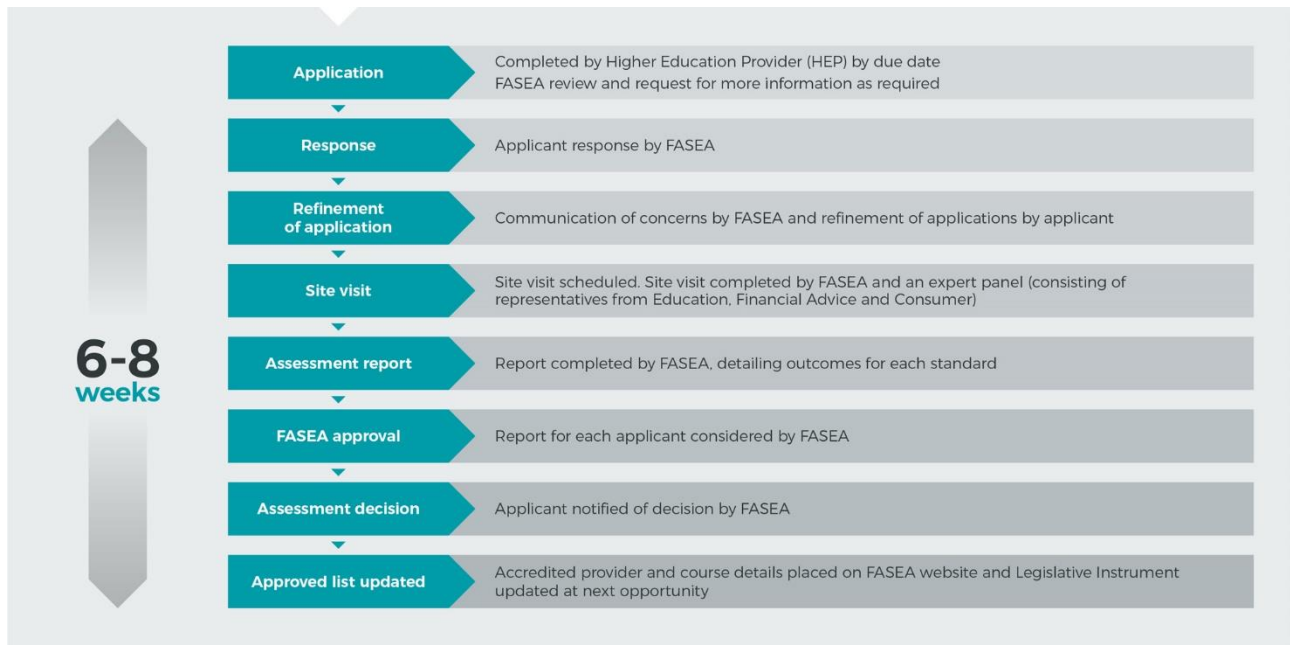 Application
Completed by Higher Education Provider (HEP) by due date
FASEA review and request for more information as required
Response
Applicant response by FASEA
Refinement
of application
Communication of concerns by FASEA and refinement of applications by applicant
Site visit
Site visit scheduled. Site visit completed by FASEA and an expert panel (consisting of
representatives from Education, Financial Advice and Consumer)
6-8
weeks
Assessment report
Report completed by FASEA, detailing outcomes for each standard
FASEA approval
Report for each applicant considered by FASEA
Assessment decision
Applicant notified of decision by FASEA
Approved list updated
Accredited provider and course details placed on FASEA website and Legislative Instrument
updated at next opportunity